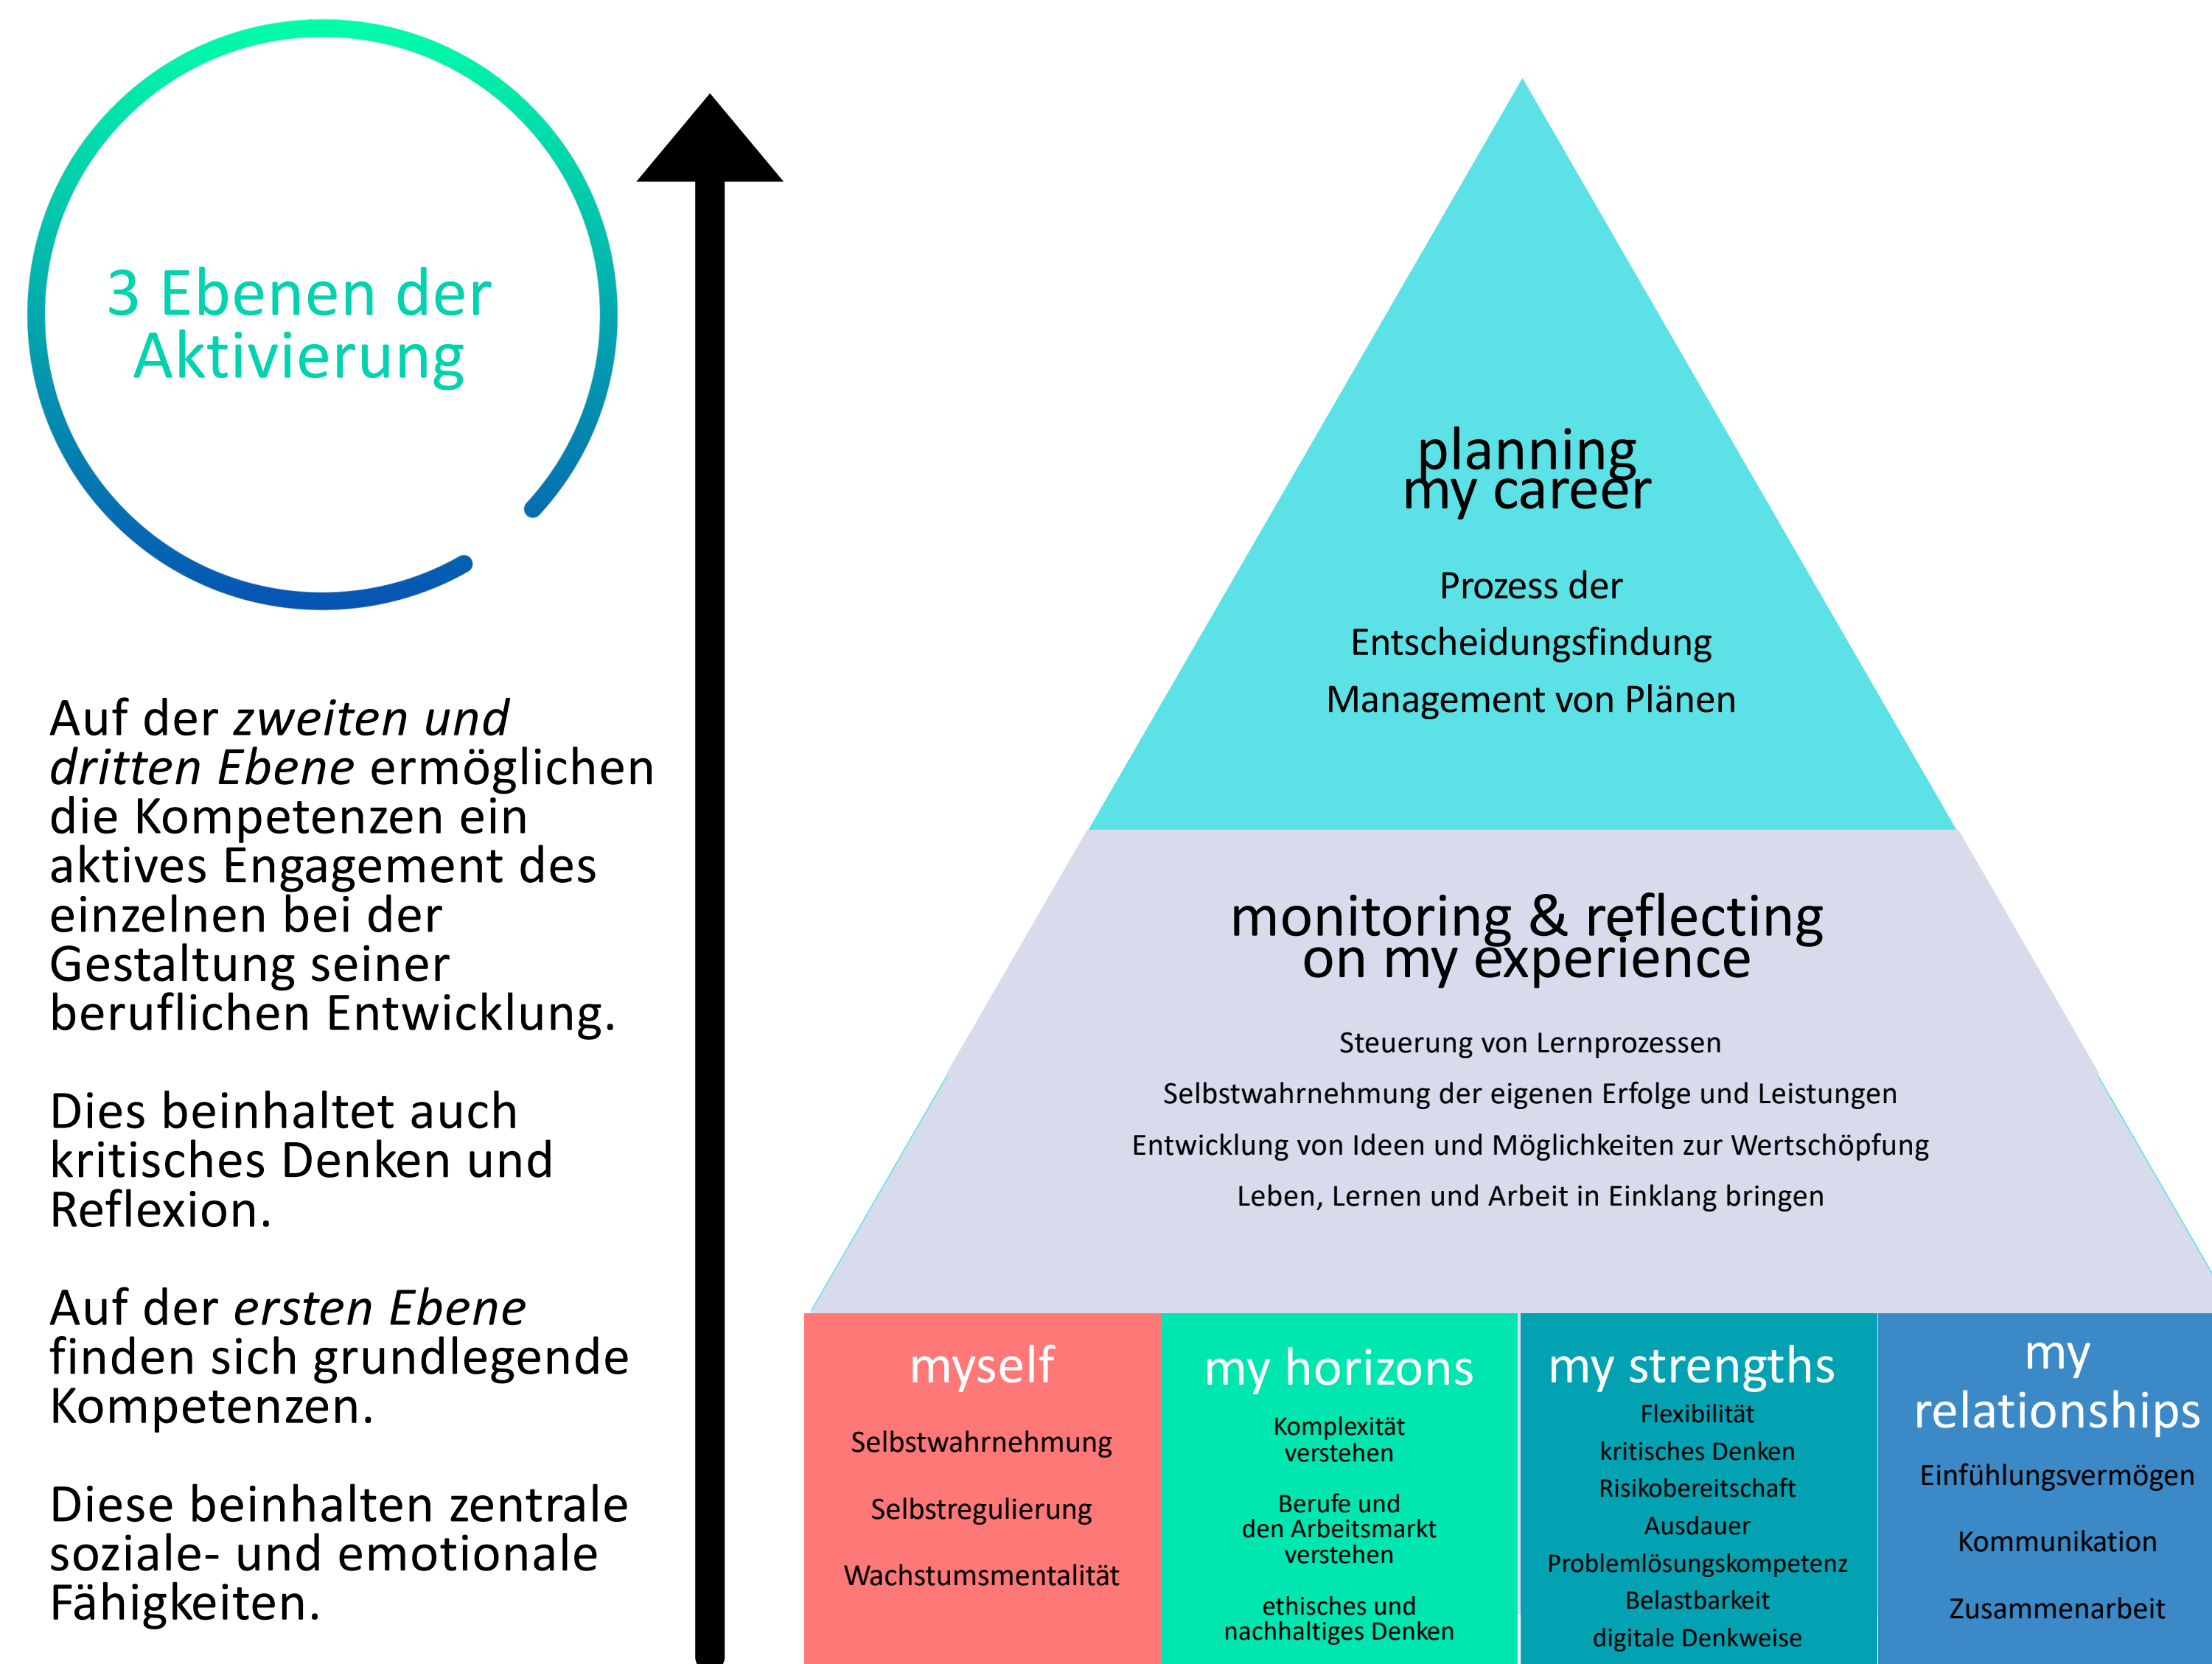 3 Ebenen der
Aktivierung
Auf der zweiten und
dritten Ebene ermöglichen
die Kompetenzen ein
aktives Engagement des
einzelnen bei der
Gestaltung seiner
beruflichen Entwicklung.
Dies beinhaltet auch
kritisches Denken und
Reflexion.
Auf der ersten Ebene
finden sich grundlegende
Kompetenzen.
Diese beinhalten zentrale
soziale- und emotionale
Fähigkeiten.
planning
my career
Prozess der
Entscheidungsfindung
Management von Plänen
monitoring & reflecting
on my experience
Steuerung von Lernprozessen
Selbstwahrnehmung der eigenen Erfolge und Leistungen
Entwicklung von Ideen und Möglichkeiten zur Wertschöpfung
Leben, Lernen und Arbeit in Einklang bringen
myself
Selbstwahrnehmung
Selbstregulierung
Wachstumsmentalität
my horizons
Komplexität
verstehen
Berufe und
den Arbeitsmarkt
verstehen
ethisches und
nachhaltiges Denken
my strengths
Flexibilität
kritisches Denken
Risikobereitschaft
Ausdauer
Problemlösungskompetenz
Belastbarkeit
digitale Denkweise
my
relationships
Einfühlungsvermögen
Kommunikation
Zusammenarbeit